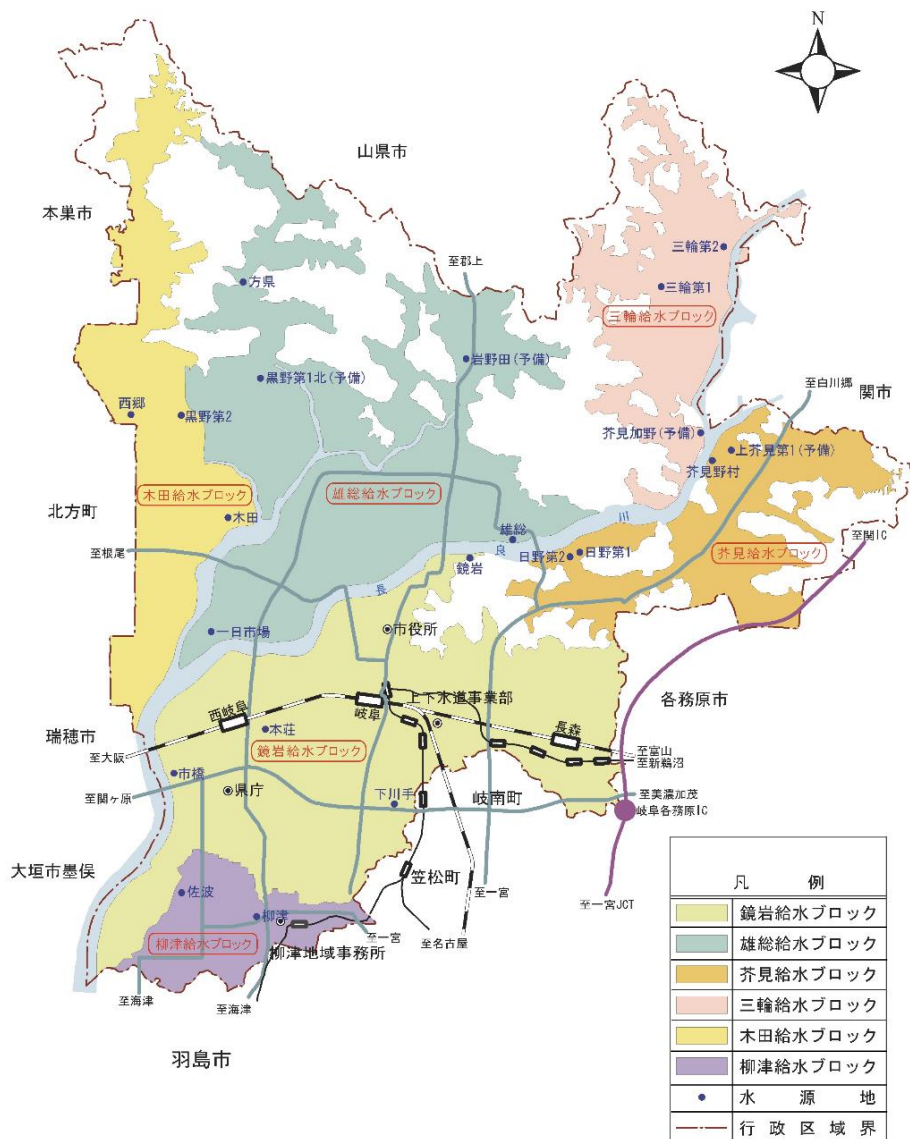 N
山県市
本巣市
三輪第2
至郡上
方県
三輪第1
三輪給水ブロック
岩野田(予備)
黒野第1北(予備)
至白川郷
関市
西郷
黒野第2
芥見加野(予備)
上芥見第1(予備)
芥見野村
木田給水ブロック
雄総給水ブロック
北方町
木田
川
雄総
良
至根尾
日野第2
日野第1
芥見給水ブロック
至関IC
鏡岩
長
一日市場
市役所
各務原市
西岐阜
岐阜
上下水道事業部
長森
瑞穂市
本荘
鏡岩給水ブロック
至大阪
至富山
至新鵜沼
市橋
県庁
至関ヶ原
下川手
岐南町
至美濃加茂
岐阜各務原IC
大垣市墨俣
笠松町
佐波
至一宮
至一宮JCT
柳津
柳津給水ブロック
至一宮
至名古屋
柳津地域事務所
至海津
至海津
羽島市
凡 例
鏡岩給水ブロック
雄総給水ブロック
芥見給水ブロック
三輪給水ブロック
木田給水ブロック
柳津給水ブロック
水 源 地
行政区域界